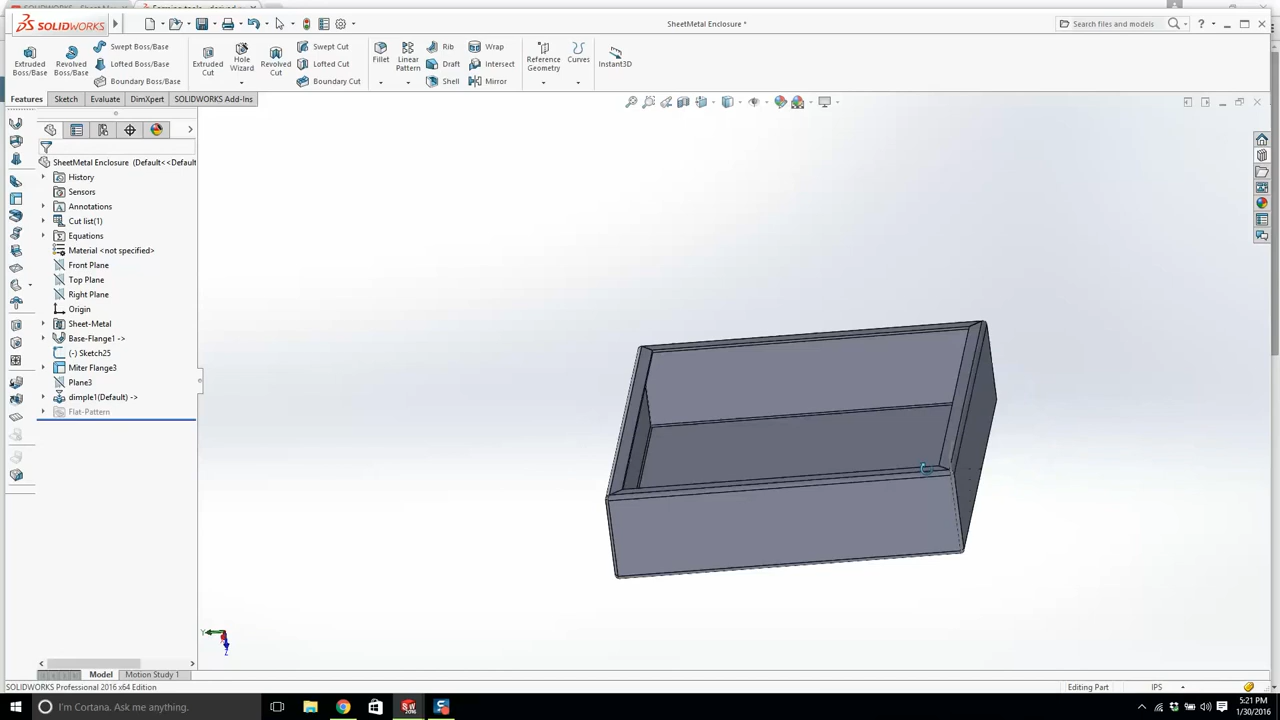 SOLIDWORKS
SheetMetal Enclosure *
Search files and models
Extruded Boss/Base
Revolved Boss/Base
Swept Boss/Base
Lofted Boss/Base
Boundary Boss/Base
Extruded Cut
Hole Wizard
Revolved Cut
Swept Cut
Lofted Cut
Boundary Cut
Fillet
Linear Pattern
Rib
Draft
Shell
Wrap
Intersect
Mirror
Reference Geometry
Curves
Instant3D
Features
Sketch
Evaluate
DimXpert
SOLIDWORKS Add-Ins
SheetMetal Enclosure (Default<<Default
History
Sensors
Annotations
Cut list(1)
Equations
Material <not specified>
Front Plane
Top Plane
Right Plane
Origin
Sheet-Metal
Base-Flange1 ->
(-) Sketch25
Miter Flange3
Plane3
dimple1(Default) ->
Flat-Pattern
Y
Z
Model
Motion Study 1
SOLIDWORKS Professional 2016 x64 Edition
Editing Part
IPS
I'm Cortana. Ask me anything.
5:21 PM
1/30/2016